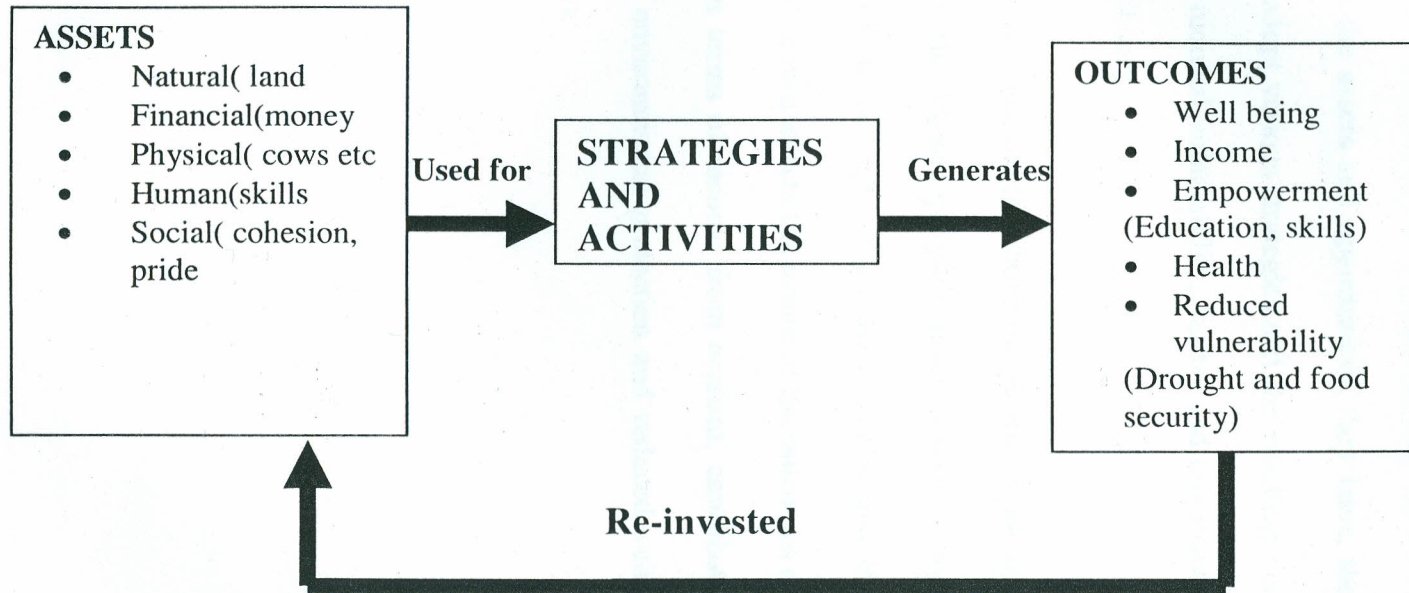 ASSETS
• Natural( land
• Financial(money
• Physical( cows etc
• Human(skills
• Social( cohesion,
pride
Used for
STRATEGIES
AND
ACTIVITIES
Generates
OUTCOMES
• Well being
• Income
• Empowerment
(Education, skills)
• Health
• Reduced
vulnerability
(Drought and food
security)
Re-invested